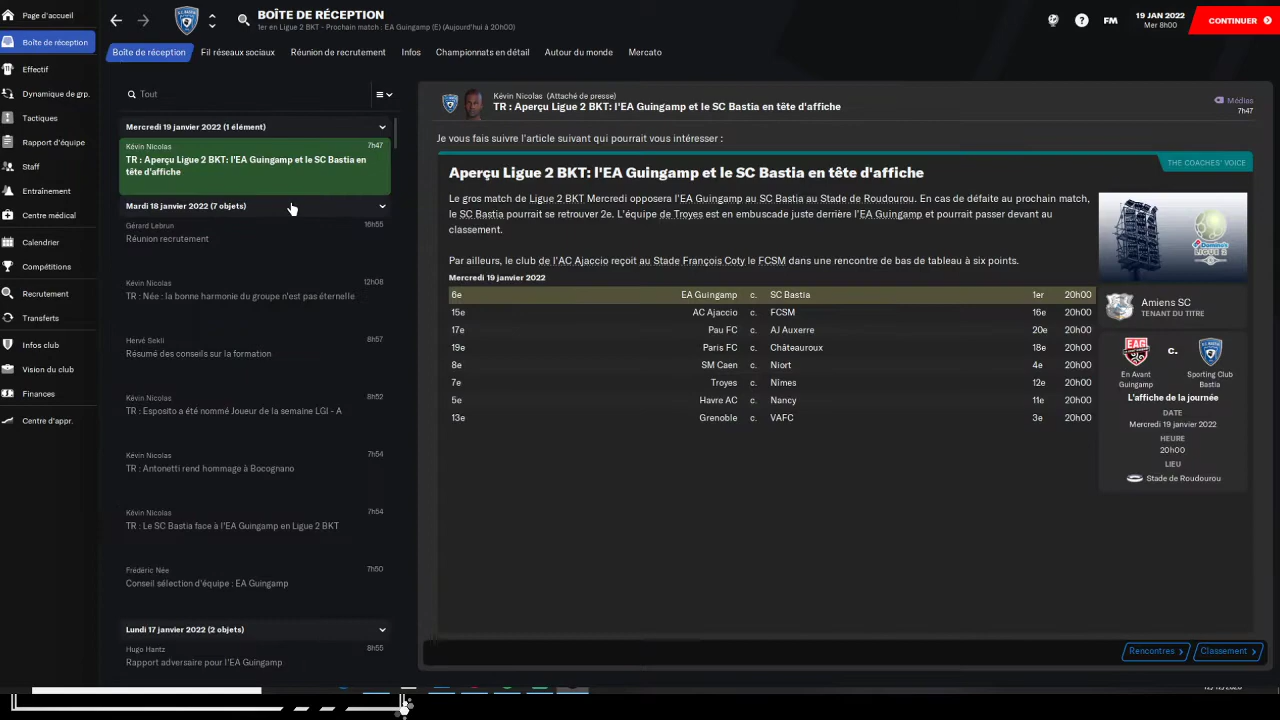 Page d'accueil
Boîte de réception
Effectif
Dynamique de grp.
Tactiques
Rapport d'équipe
Staff
Entraînement
Centre médical
Calendrier
Compétitions
Recrutement
Transferts
Infos club
Vision du club
Finances
Centre d'appr.
BOÎTE DE RÉCEPTION
1er en Ligue 2 BKT - Prochain match : EA Guingamp (E) (Aujourd'hui à 20h00)
FM
19 JAN 2022
Mer 8h00
CONTINUER
Boîte de réception Fil réseaux sociaux Réunion de recrutement Infos Championnats en détail Autour du monde Mercato
Tout
Mercredi 19 janvier 2022 (1 élément)
Kévin Nicolas 7h47
TR : Aperçu Ligue 2 BKT: l'EA Guingamp et le SC Bastia en
tête d'affiche
Mardi 18 janvier 2022 (7 objets)
Gérard Lebrun 16h55
Réunion recrutement
Kévin Nicolas 12h08
TR : Née : la bonne harmonie du groupe n'est pas éternelle
Hervé Sekli 8h57
Résumé des conseils sur la formation
Kévin Nicolas 8h52
TR : Esposito a été nommé Joueur de la semaine LGI - A
Kévin Nicolas 7h54
TR : Antonetti rend hommage à Bocognano
Kévin Nicolas 7h54
TR : Le SC Bastia face à l'EA Guingamp en Ligue 2 BKT
Frédéric Née 7h50
Conseil sélection d'équipe : EA Guingamp
Lundi 17 janvier 2022 (2 objets)
Hugo Hantz 8h55
Rapport adversaire pour l'EA Guingamp
Kévin Nicolas (Attaché de presse)
TR : Aperçu Ligue 2 BKT: l'EA Guingamp et le SC Bastia en tête d'affiche
Médias
7h47
Je vous fais suivre l'article suivant qui pourrait vous intéresser :
THE COACHES' VOICE
Aperçu Ligue 2 BKT: l'EA Guingamp et le SC Bastia en tête d'affiche
Le gros match de Ligue 2 BKT Mercredi opposera l'EA Guingamp au SC Bastia au Stade de Roudourou. En cas de défaite au prochain match,
le SC Bastia pourrait se retrouver 2e. L'équipe de Troyes est en embuscade juste derrière l'EA Guingamp et pourrait passer devant au
classement.
Par ailleurs, le club de l'AC Ajaccio reçoit au Stade François Coty le FCSM dans une rencontre de bas de tableau à six points.
Mercredi 19 janvier 2022
6e EA Guingamp c. SC Bastia 1er 20h00
15e AC Ajaccio c. FCSM 16e 20h00
17e Pau FC c. AJ Auxerre 20e 20h00
19e Paris FC c. Châteauroux 18e 20h00
8e SM Caen c. Niort 4e 20h00
7e Troyes c. Nîmes 12e 20h00
5e Havre AC c. Nancy 11e 20h00
13e Grenoble c. VAFC 3e 20h00
Amiens SC
TENANT DU TITRE
c.
En Avant
Guingamp
Sporting Club
Bastia
L'affiche de la journée
DATE
Mercredi 19 janvier 2022
HEURE
20h00
LIEU
Stade de Roudourou
Rencontres
Classement